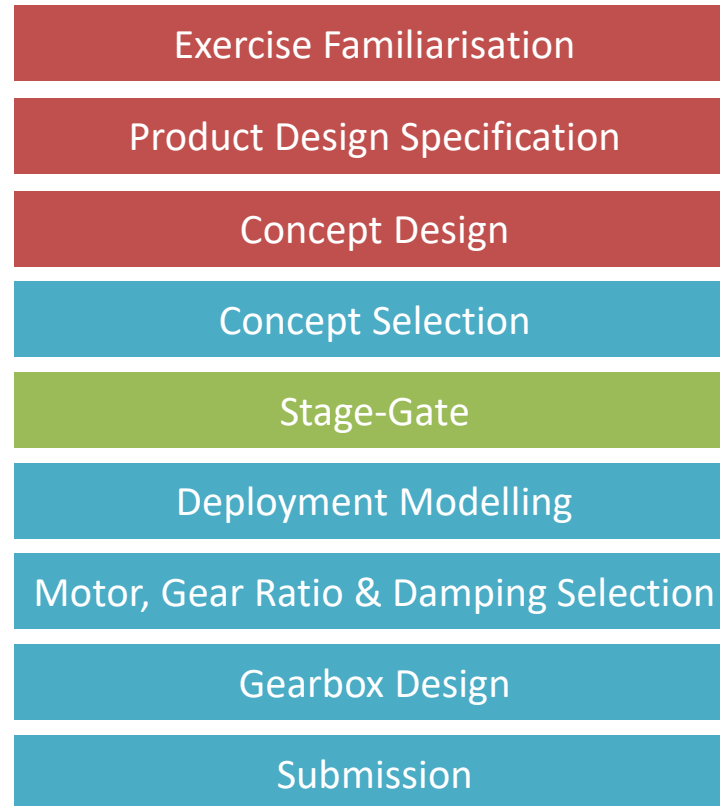 Exercise Familiarisation
Product Design Specification
Concept Design
Concept Selection
Stage-Gate
Deployment Modelling
Motor, Gear Ratio & Damping Selection
Gearbox Design
Submission